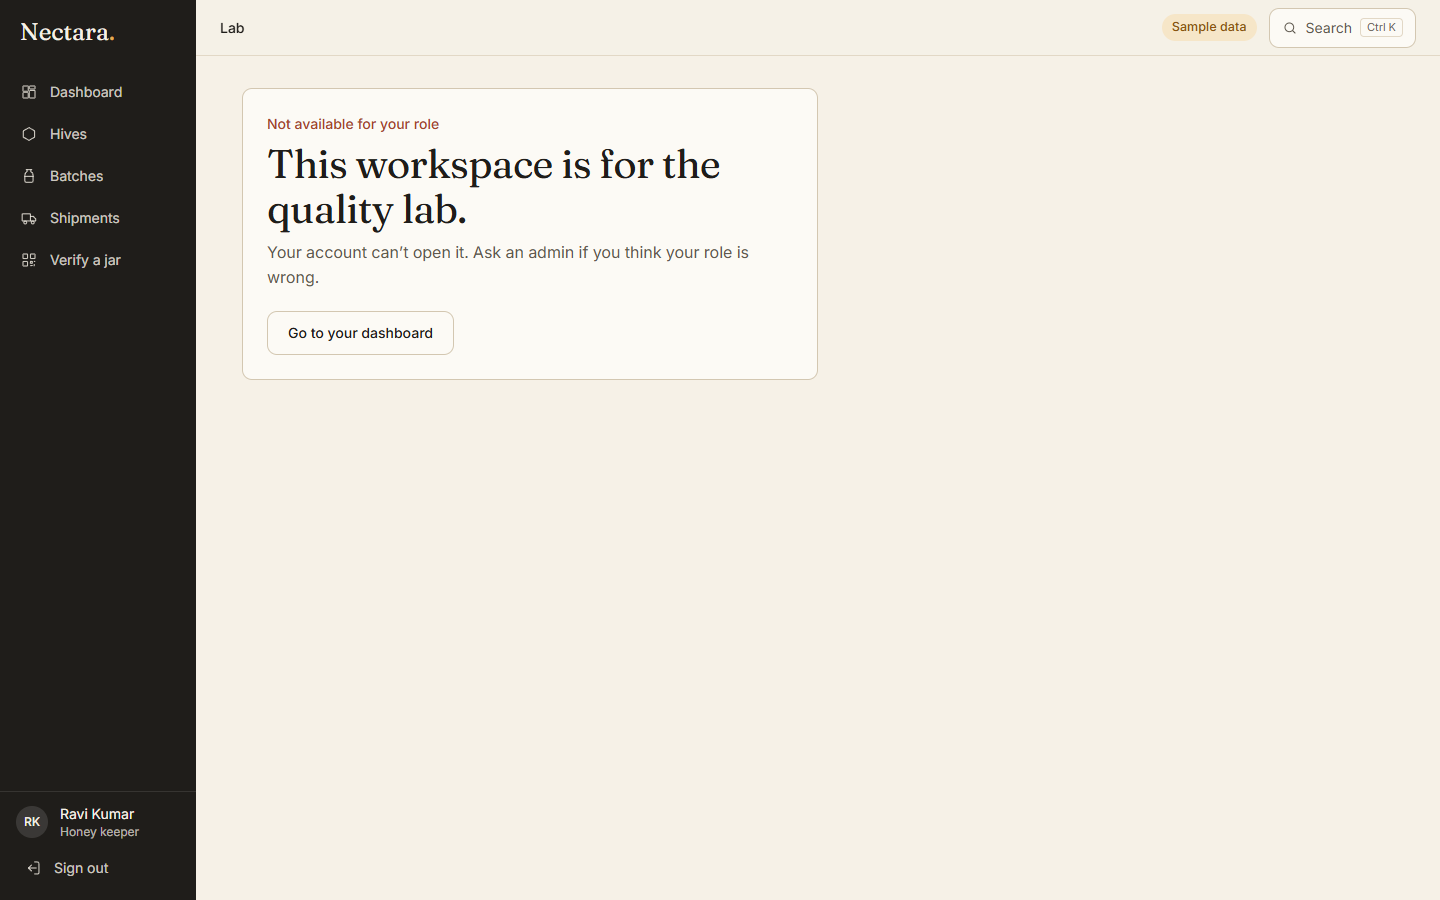 Nectara.
Dashboard
Hives
Batches
Shipments
Verify a jar
Ravi Kumar
RK
Honey keeper
Sign out
Lab
Sample data
Search
Ctrl K
Not available for your role
This workspace is for the
quality lab.
Your account can’t open it. Ask an admin if you think your role is
wrong.
Go to your dashboard